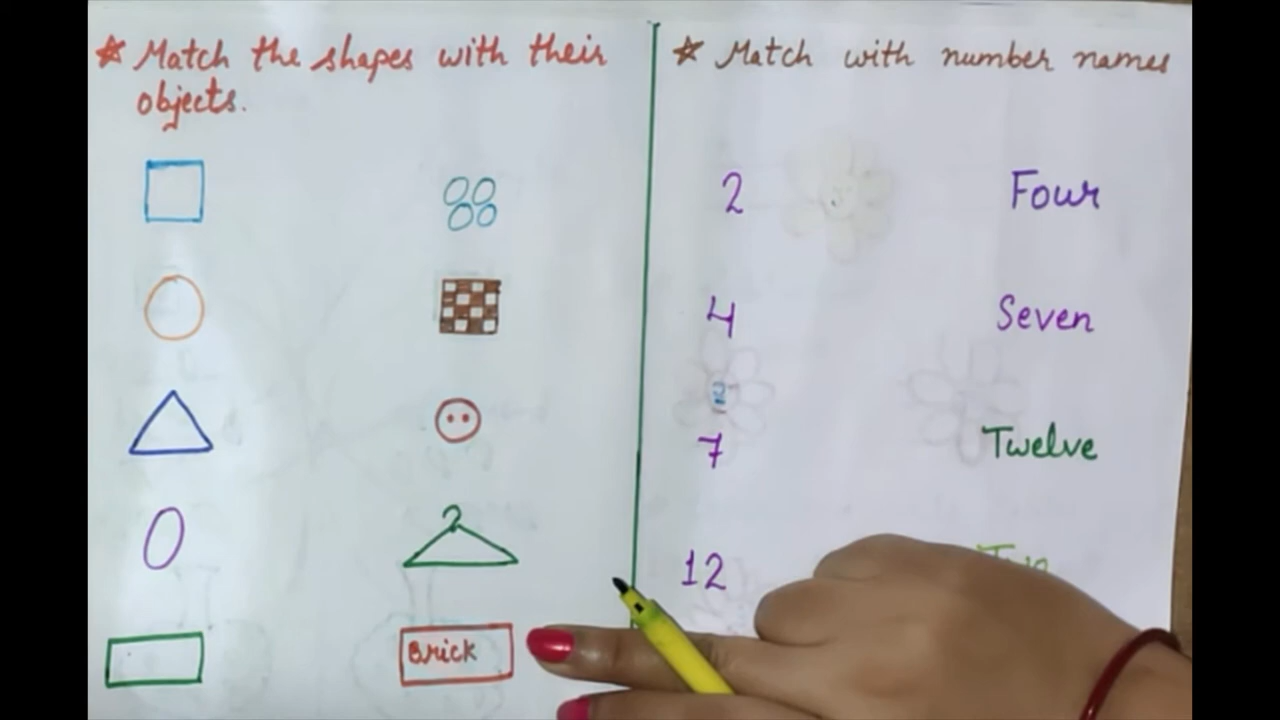 ☆ Match the shapes with their
objects.
Brick
☆ Match with number names
2 Four
4 Seven
7 Twelve
12